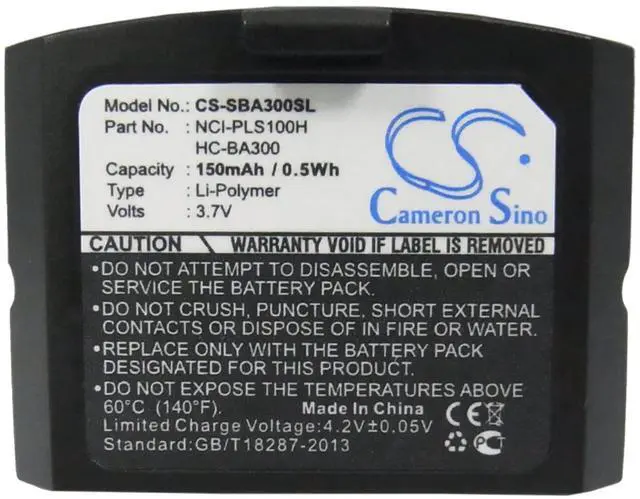 Model No.: CS-SBA300SL
Part No. : NCI-PLS100H
HC-BA300
Capacity : 150mAh / 0.5Wh
Type : Li-Polymer
Volts : 3.7V
CS
Cameron Sino
CAUTION
WARRANTY VOID IF LABEL IS REMOVED
•DO NOT ATTEMPT TO DISASSEMBLE, OPEN OR
SERVICE THE BATTERY PACK.
•DO NOT CRUSH, PUNCTURE, SHORT EXTERNAL
CONTACTS OR DISPOSE OF IN FIRE OR WATER.
•REPLACE ONLY WITH THE BATTERY PACK
DESIGNATED FOR THIS PRODUCT.
•DO NOT EXPOSE TO TEMPERATURES ABOVE
60°C (140°F).
Made In China
Limited Charge Voltage:4.2V±0.05V
Standard:GB/T18287-2013
CE